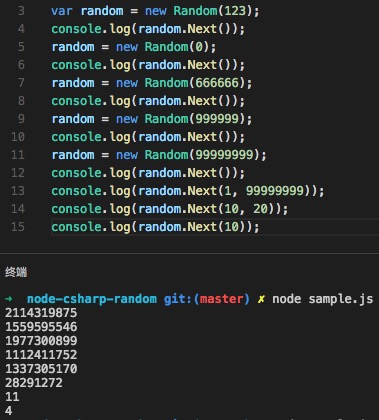 3 var random = new Random(123);
4 console.log(random.Next());
5 random = new Random(0);
6 console.log(random.Next());
7 random = new Random(666666);
8 console.log(random.Next());
9 random = new Random(999999);
10 console.log(random.Next());
11 random = new Random(99999999);
12 console.log(random.Next());
13 console.log(random.Next(1, 99999999));
14 console.log(random.Next(10, 20));
15 console.log(random.Next(10));
终端
➜ node-csharp-random git:(master) ✗ node sample.js
2114319875
1559595546
1977300899
1112411752
1337305170
28291272
11
4